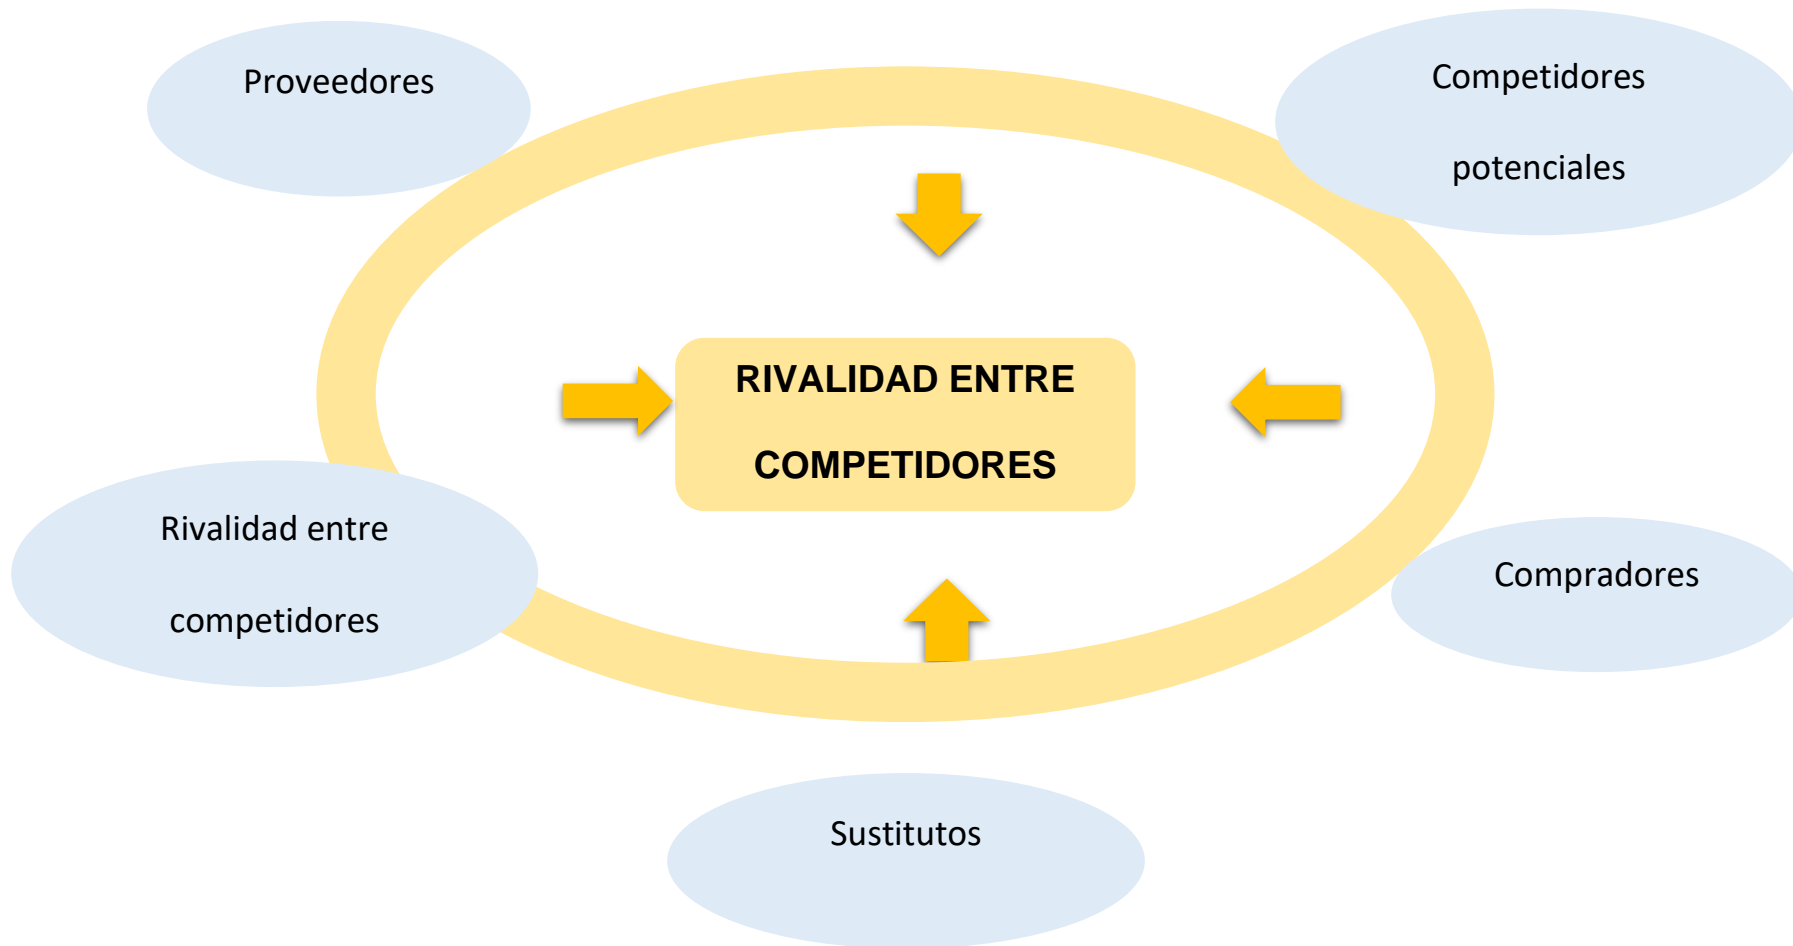 Proveedores
Competidores
potenciales
RIVALIDAD ENTRE
COMPETIDORES
Rivalidad entre
competidores
Compradores
Sustitutos